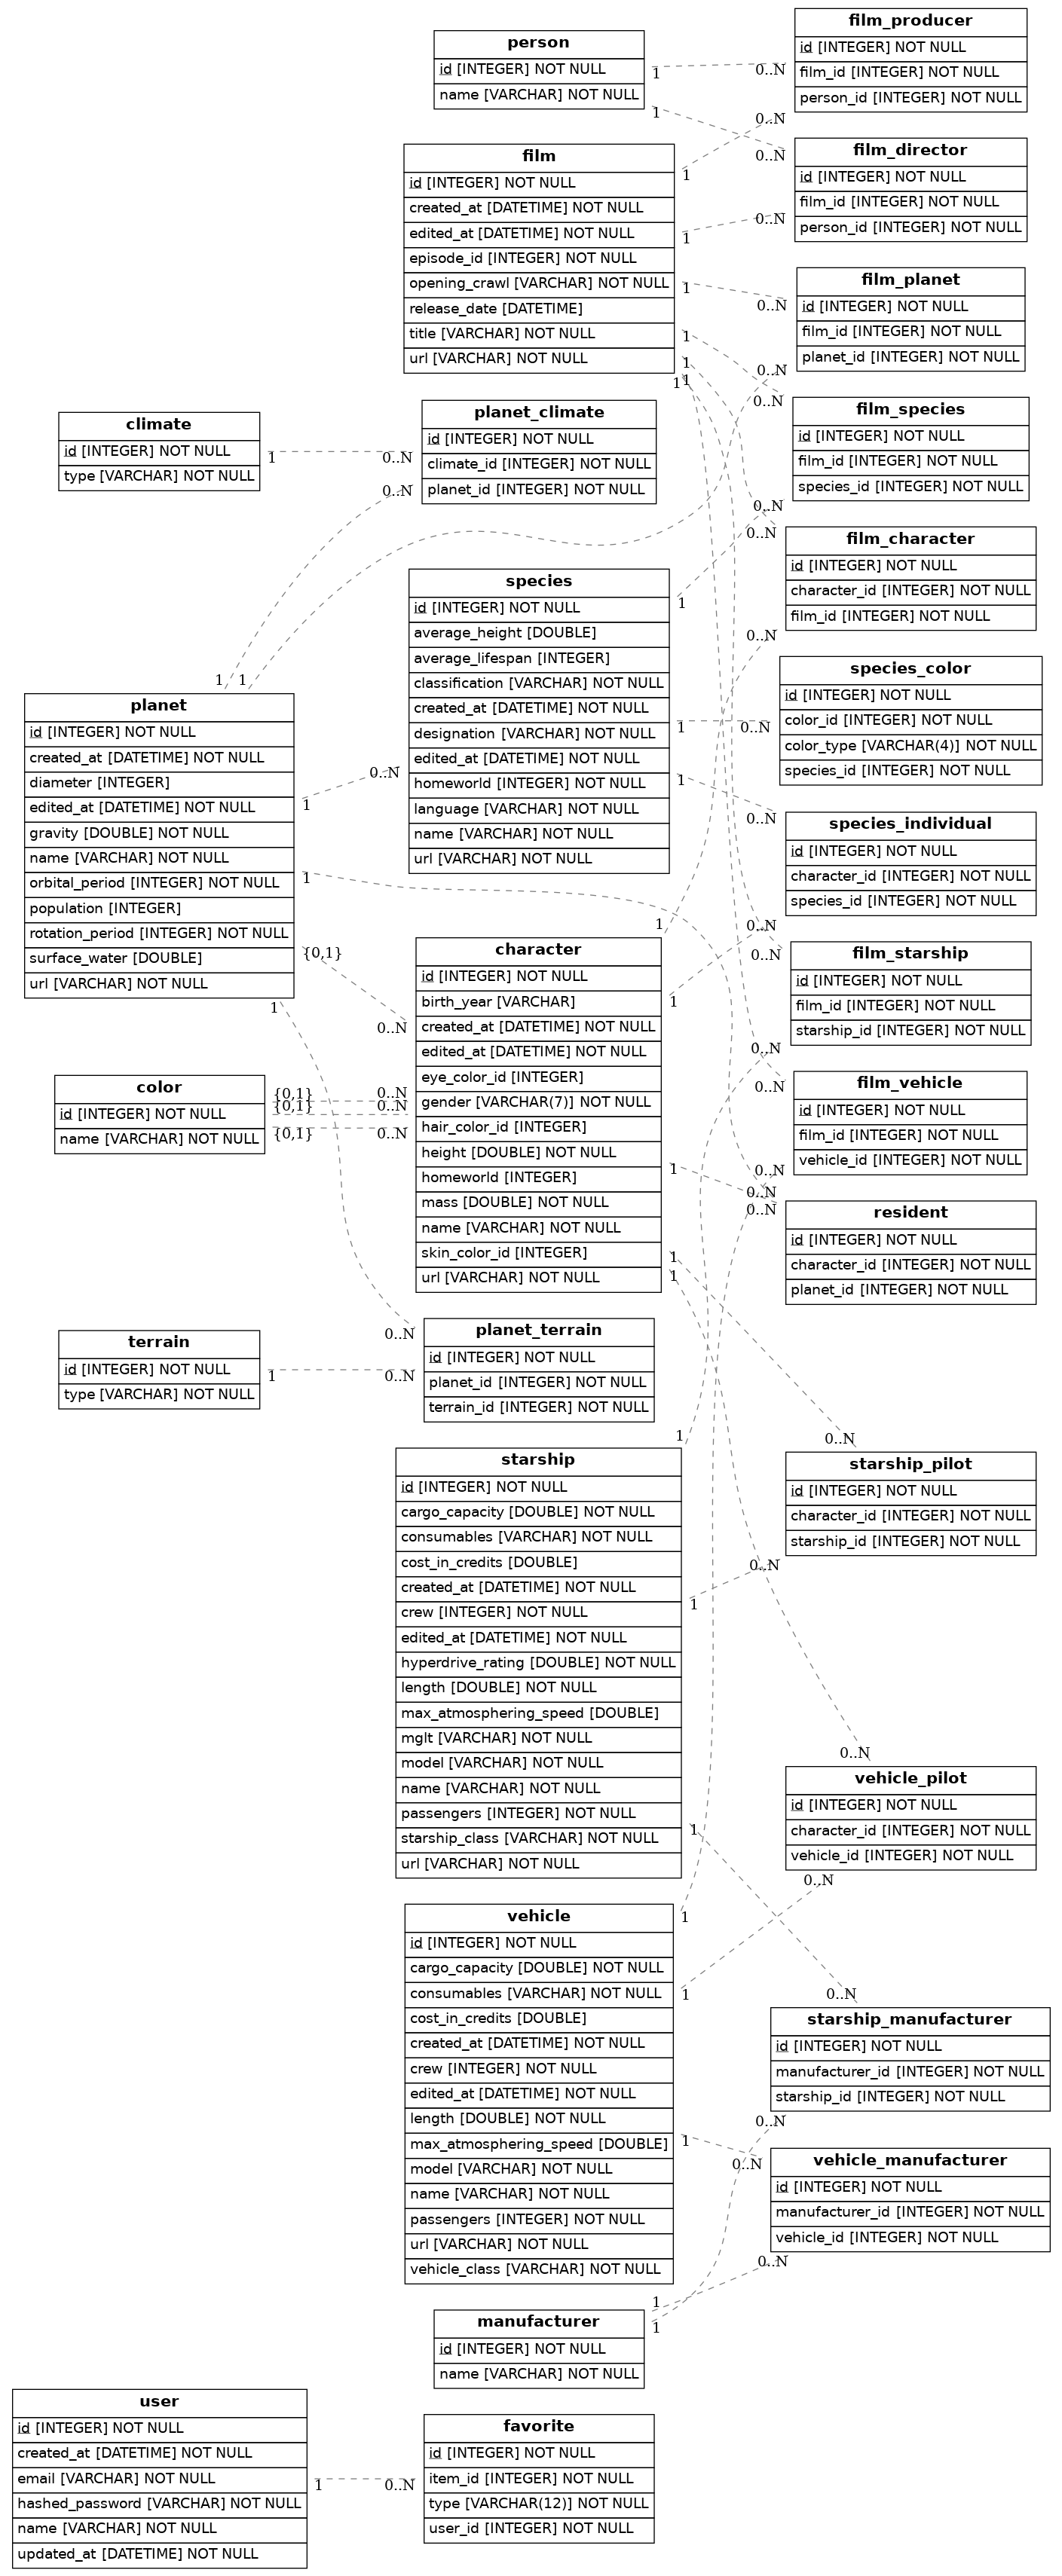 person
id [INTEGER] NOT NULL
name [VARCHAR] NOT NULL
film_producer
id [INTEGER] NOT NULL
film_id [INTEGER] NOT NULL
person_id [INTEGER] NOT NULL
1
0..N
1
0..N
film
id [INTEGER] NOT NULL
created_at [DATETIME] NOT NULL
edited_at [DATETIME] NOT NULL
episode_id [INTEGER] NOT NULL
opening_crawl [VARCHAR] NOT NULL
release_date [DATETIME]
title [VARCHAR] NOT NULL
url [VARCHAR] NOT NULL
0..N
1
1
0..N
1
0..N
1
0..N
1
1
1
film_director
id [INTEGER] NOT NULL
film_id [INTEGER] NOT NULL
person_id [INTEGER] NOT NULL
film_planet
id [INTEGER] NOT NULL
film_id [INTEGER] NOT NULL
planet_id [INTEGER] NOT NULL
0..N
climate
id [INTEGER] NOT NULL
type [VARCHAR] NOT NULL
1
0..N
0..N
planet_climate
id [INTEGER] NOT NULL
climate_id [INTEGER] NOT NULL
planet_id [INTEGER] NOT NULL
film_species
id [INTEGER] NOT NULL
film_id [INTEGER] NOT NULL
species_id [INTEGER] NOT NULL
0..N
0..N
film_character
id [INTEGER] NOT NULL
character_id [INTEGER] NOT NULL
film_id [INTEGER] NOT NULL
0..N
species
id [INTEGER] NOT NULL
average_height [DOUBLE]
average_lifespan [INTEGER]
classification [VARCHAR] NOT NULL
created_at [DATETIME] NOT NULL
designation [VARCHAR] NOT NULL
edited_at [DATETIME] NOT NULL
homeworld [INTEGER] NOT NULL
language [VARCHAR] NOT NULL
name [VARCHAR] NOT NULL
url [VARCHAR] NOT NULL
1
1
0..N
1
0..N
species_color
id [INTEGER] NOT NULL
color_id [INTEGER] NOT NULL
color_type [VARCHAR(4)] NOT NULL
species_id [INTEGER] NOT NULL
1
1
planet
id [INTEGER] NOT NULL
created_at [DATETIME] NOT NULL
diameter [INTEGER]
edited_at [DATETIME] NOT NULL
gravity [DOUBLE] NOT NULL
name [VARCHAR] NOT NULL
orbital_period [INTEGER] NOT NULL
population [INTEGER]
rotation_period [INTEGER] NOT NULL
surface_water [DOUBLE]
url [VARCHAR] NOT NULL
1
0..N
1
{0,1}
0..N
1
species_individual
id [INTEGER] NOT NULL
character_id [INTEGER] NOT NULL
species_id [INTEGER] NOT NULL
1
0..N
0..N
character
id [INTEGER] NOT NULL
birth_year [VARCHAR]
created_at [DATETIME] NOT NULL
edited_at [DATETIME] NOT NULL
eye_color_id [INTEGER]
gender [VARCHAR(7)] NOT NULL
hair_color_id [INTEGER]
height [DOUBLE] NOT NULL
homeworld [INTEGER]
mass [DOUBLE] NOT NULL
name [VARCHAR] NOT NULL
skin_color_id [INTEGER]
url [VARCHAR] NOT NULL
1
1
1
1
film_starship
id [INTEGER] NOT NULL
film_id [INTEGER] NOT NULL
starship_id [INTEGER] NOT NULL
0..N
0..N
color
id [INTEGER] NOT NULL
name [VARCHAR] NOT NULL
{0,1}
0..N
{0,1}
0..N
{0,1}
0..N
film_vehicle
id [INTEGER] NOT NULL
film_id [INTEGER] NOT NULL
vehicle_id [INTEGER] NOT NULL
0..N
0..N
0..N
resident
id [INTEGER] NOT NULL
character_id [INTEGER] NOT NULL
planet_id [INTEGER] NOT NULL
terrain
id [INTEGER] NOT NULL
type [VARCHAR] NOT NULL
0..N
1
0..N
planet_terrain
id [INTEGER] NOT NULL
planet_id [INTEGER] NOT NULL
terrain_id [INTEGER] NOT NULL
1
0..N
starship
id [INTEGER] NOT NULL
cargo_capacity [DOUBLE] NOT NULL
consumables [VARCHAR] NOT NULL
cost_in_credits [DOUBLE]
created_at [DATETIME] NOT NULL
crew [INTEGER] NOT NULL
edited_at [DATETIME] NOT NULL
hyperdrive_rating [DOUBLE] NOT NULL
length [DOUBLE] NOT NULL
max_atmosphering_speed [DOUBLE]
mglt [VARCHAR] NOT NULL
model [VARCHAR] NOT NULL
name [VARCHAR] NOT NULL
passengers [INTEGER] NOT NULL
starship_class [VARCHAR] NOT NULL
url [VARCHAR] NOT NULL
starship_pilot
id [INTEGER] NOT NULL
character_id [INTEGER] NOT NULL
starship_id [INTEGER] NOT NULL
0..N
1
0..N
1
vehicle_pilot
id [INTEGER] NOT NULL
character_id [INTEGER] NOT NULL
vehicle_id [INTEGER] NOT NULL
0..N
1
vehicle
id [INTEGER] NOT NULL
cargo_capacity [DOUBLE] NOT NULL
consumables [VARCHAR] NOT NULL
cost_in_credits [DOUBLE]
created_at [DATETIME] NOT NULL
crew [INTEGER] NOT NULL
edited_at [DATETIME] NOT NULL
length [DOUBLE] NOT NULL
max_atmosphering_speed [DOUBLE]
model [VARCHAR] NOT NULL
name [VARCHAR] NOT NULL
passengers [INTEGER] NOT NULL
url [VARCHAR] NOT NULL
vehicle_class [VARCHAR] NOT NULL
1
0..N
starship_manufacturer
id [INTEGER] NOT NULL
manufacturer_id [INTEGER] NOT NULL
starship_id [INTEGER] NOT NULL
0..N
1
0..N
vehicle_manufacturer
id [INTEGER] NOT NULL
manufacturer_id [INTEGER] NOT NULL
vehicle_id [INTEGER] NOT NULL
0..N
1
1
manufacturer
id [INTEGER] NOT NULL
name [VARCHAR] NOT NULL
user
id [INTEGER] NOT NULL
created_at [DATETIME] NOT NULL
email [VARCHAR] NOT NULL
hashed_password [VARCHAR] NOT NULL
name [VARCHAR] NOT NULL
updated_at [DATETIME] NOT NULL
1
0..N
favorite
id [INTEGER] NOT NULL
item_id [INTEGER] NOT NULL
type [VARCHAR(12)] NOT NULL
user_id [INTEGER] NOT NULL